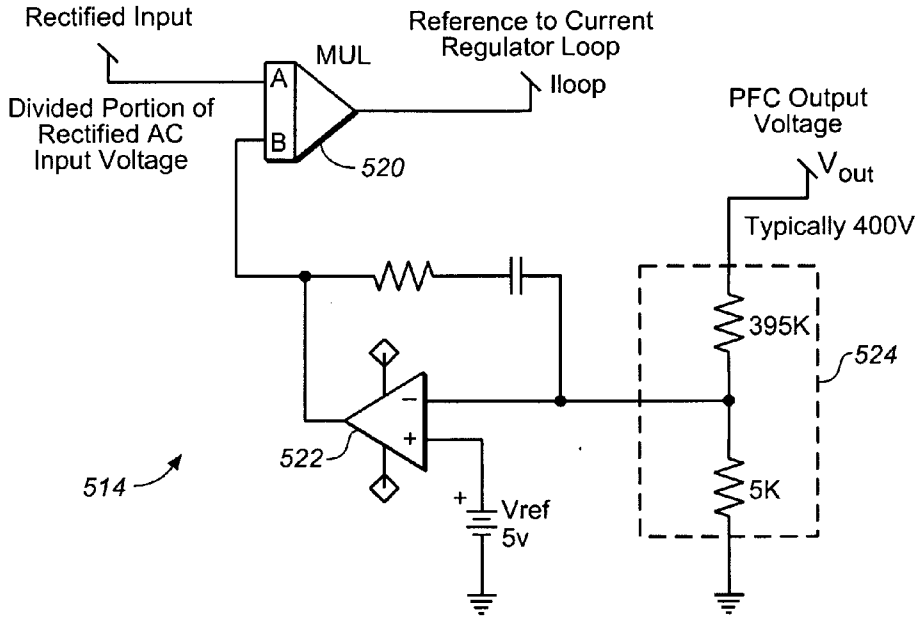 Rectified Input
Reference to Current
Regulator Loop
MUL
A
Iloop
Divided Portion of
Rectified AC
Input Voltage
B
520
PFC Output
Voltage
Vout
Typically 400V
395K
524
−
+
522
514
5K
+
Vref
5v